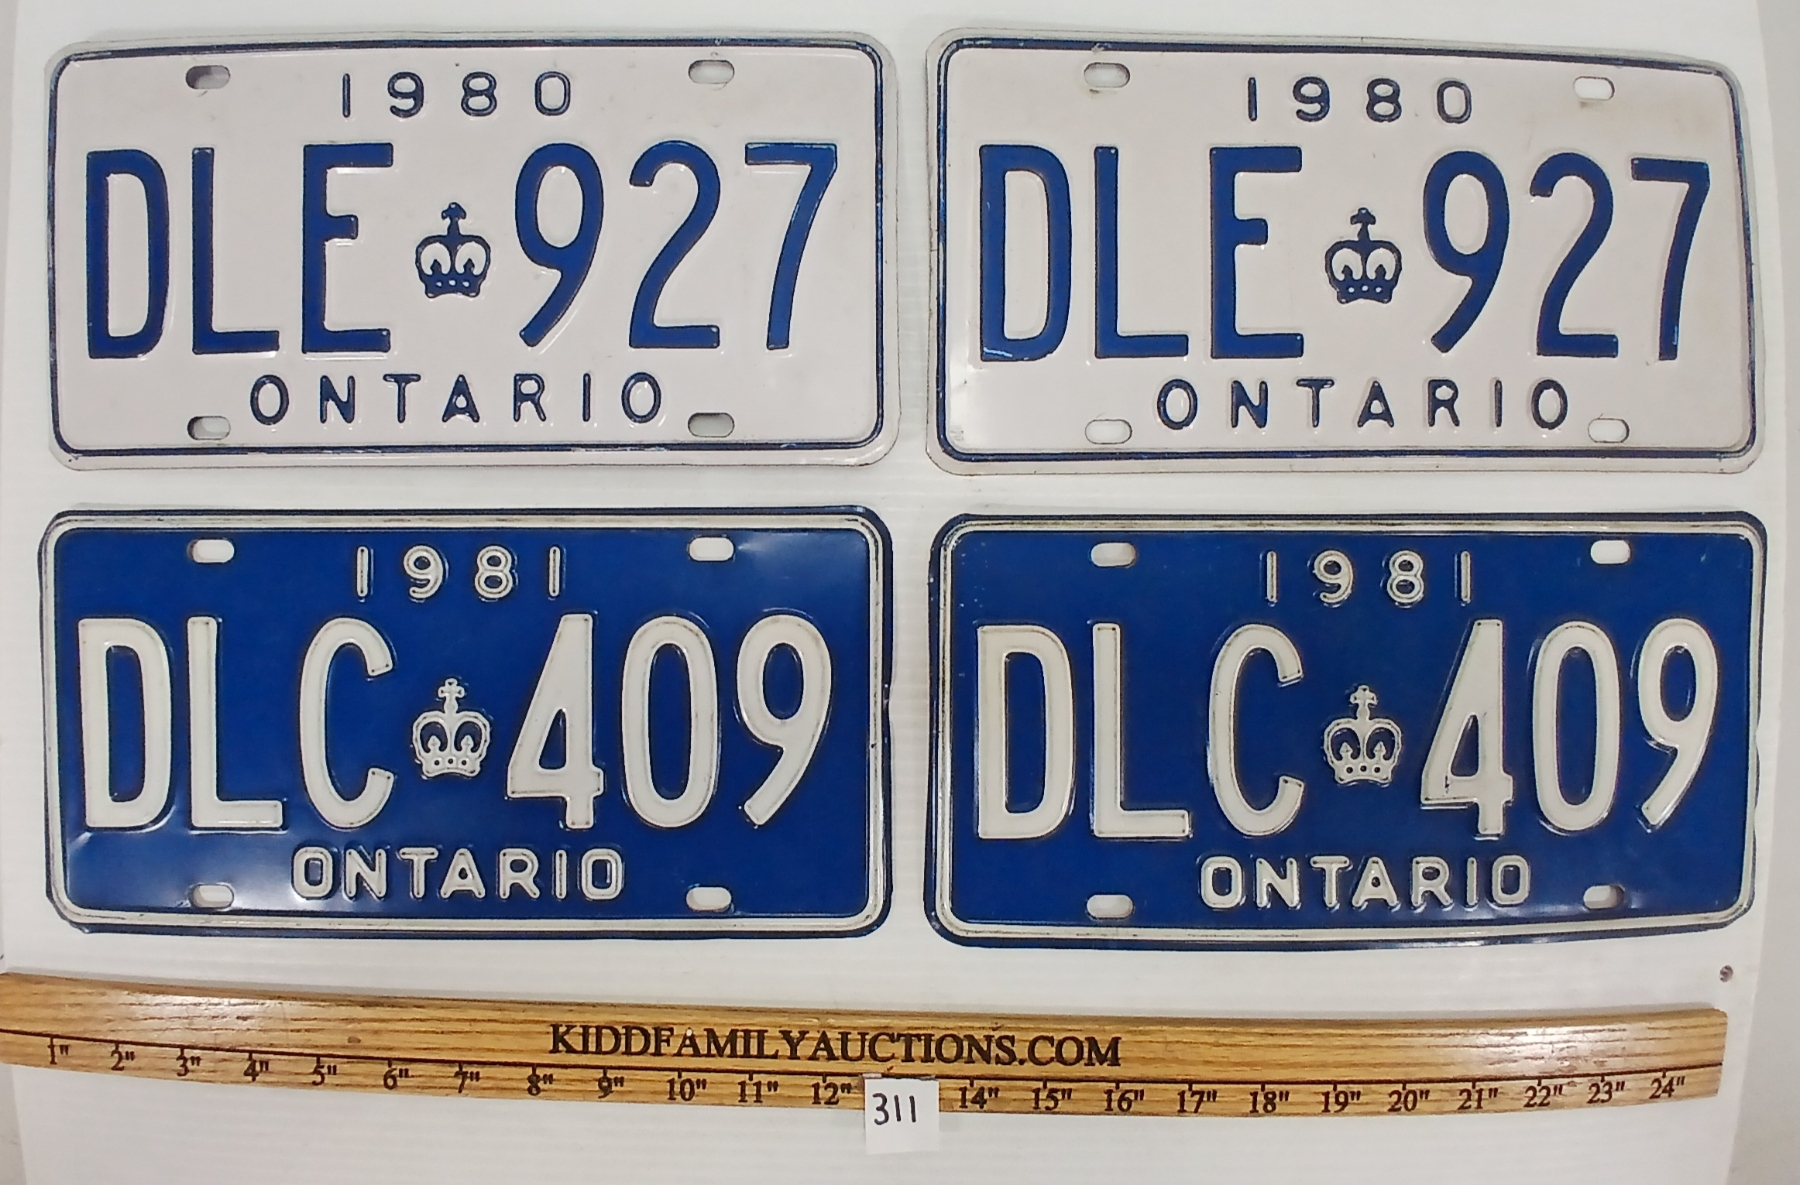 1980
DLE 927
ONTARIO
1980
DLE 927
ONTARIO
1981
DLC 409
ONTARIO
1981
DLC 409
ONTARIO
KIDDFAMILYAUCTIONS.COM
1" 2" 3" 4" 5" 6" 7" 8" 9" 10" 11" 12" 14" 15" 16" 17" 18" 19" 20" 21" 22" 23" 24"
311